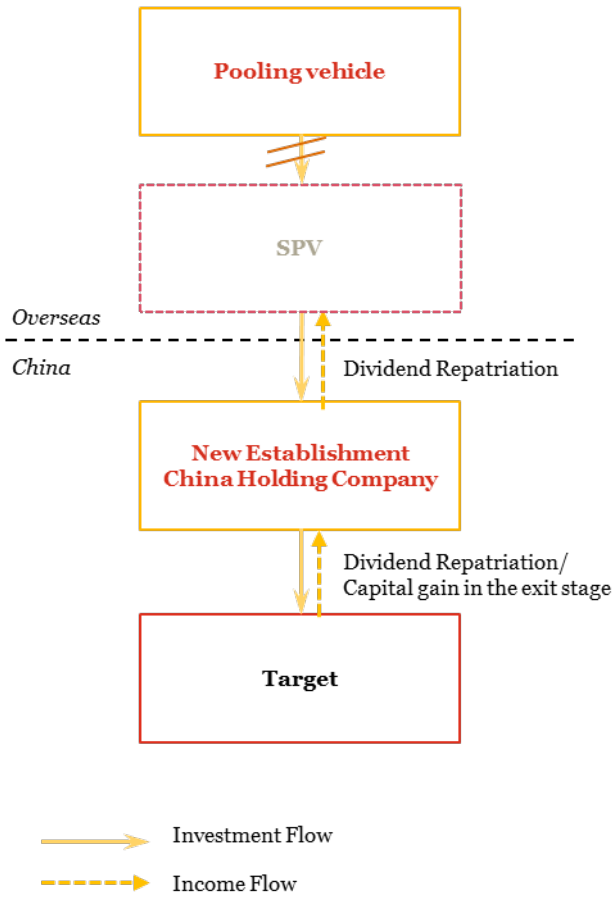 Pooling vehicle
SPV
Overseas
China
Dividend Repatriation
New Establishment
China Holding Company
Dividend Repatriation/
Capital gain in the exit stage
Target
Investment Flow
Income Flow